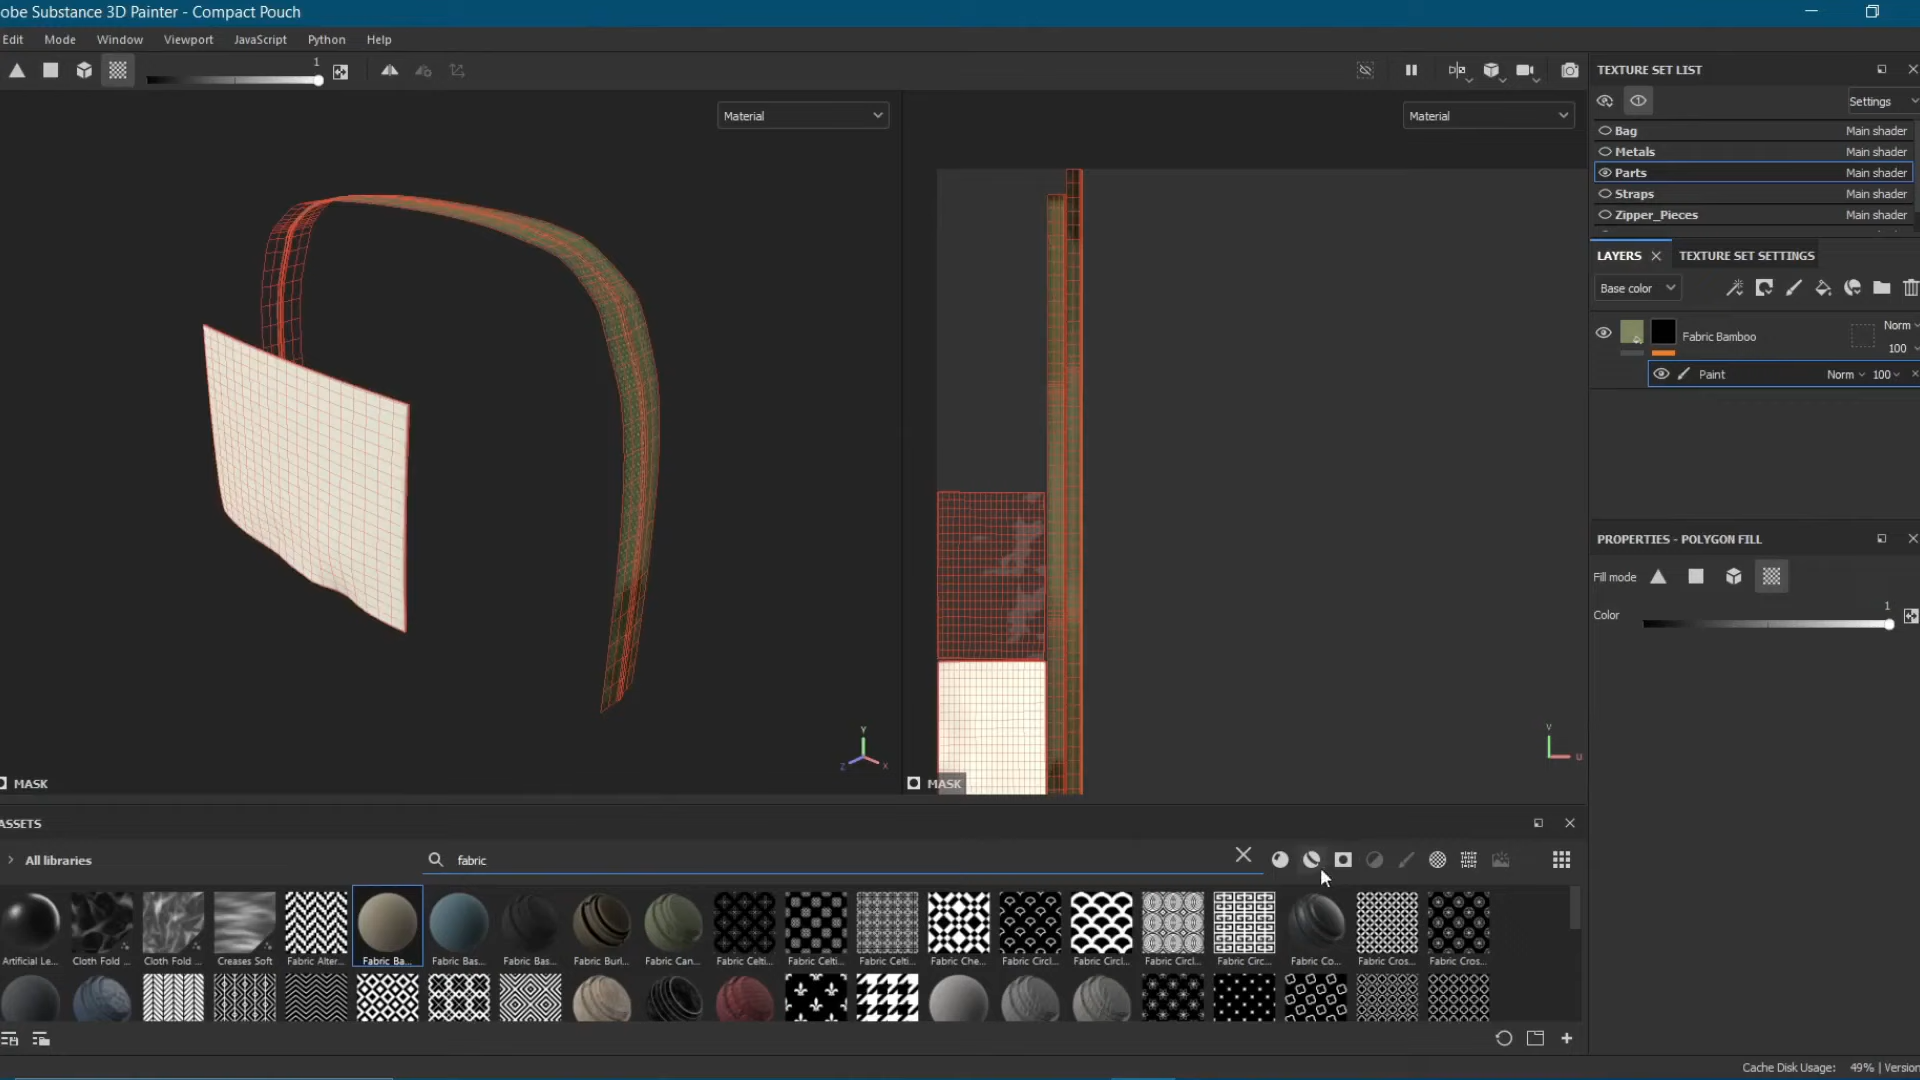 obe Substance 3D Painter - Compact Pouch
Edit Mode Window Viewport JavaScript Python Help
1
Material
Material
TEXTURE SET LIST
Settings
Bag Main shader
Metals Main shader
Parts Main shader
Straps Main shader
Zipper_Pieces Main shader
LAYERS TEXTURE SET SETTINGS
Base color
Fabric Bamboo Norm
100
Paint Norm 100
PROPERTIES - POLYGON FILL
Fill mode
Color 1
Y
Z X
V
U
MASK
MASK
ASSETS
All libraries
fabric
Artificial Le... Cloth Fold ... Cloth Fold ... Creases Soft Fabric Alter... Fabric Ba... Fabric Bas... Fabric Bas... Fabric Burl... Fabric Can... Fabric Celti... Fabric Celti... Fabric Celti... Fabric Che... Fabric Circl... Fabric Circl... Fabric Circl... Fabric Circ... Fabric Co... Fabric Cros... Fabric Cros...
Cache Disk Usage: 49% | Version